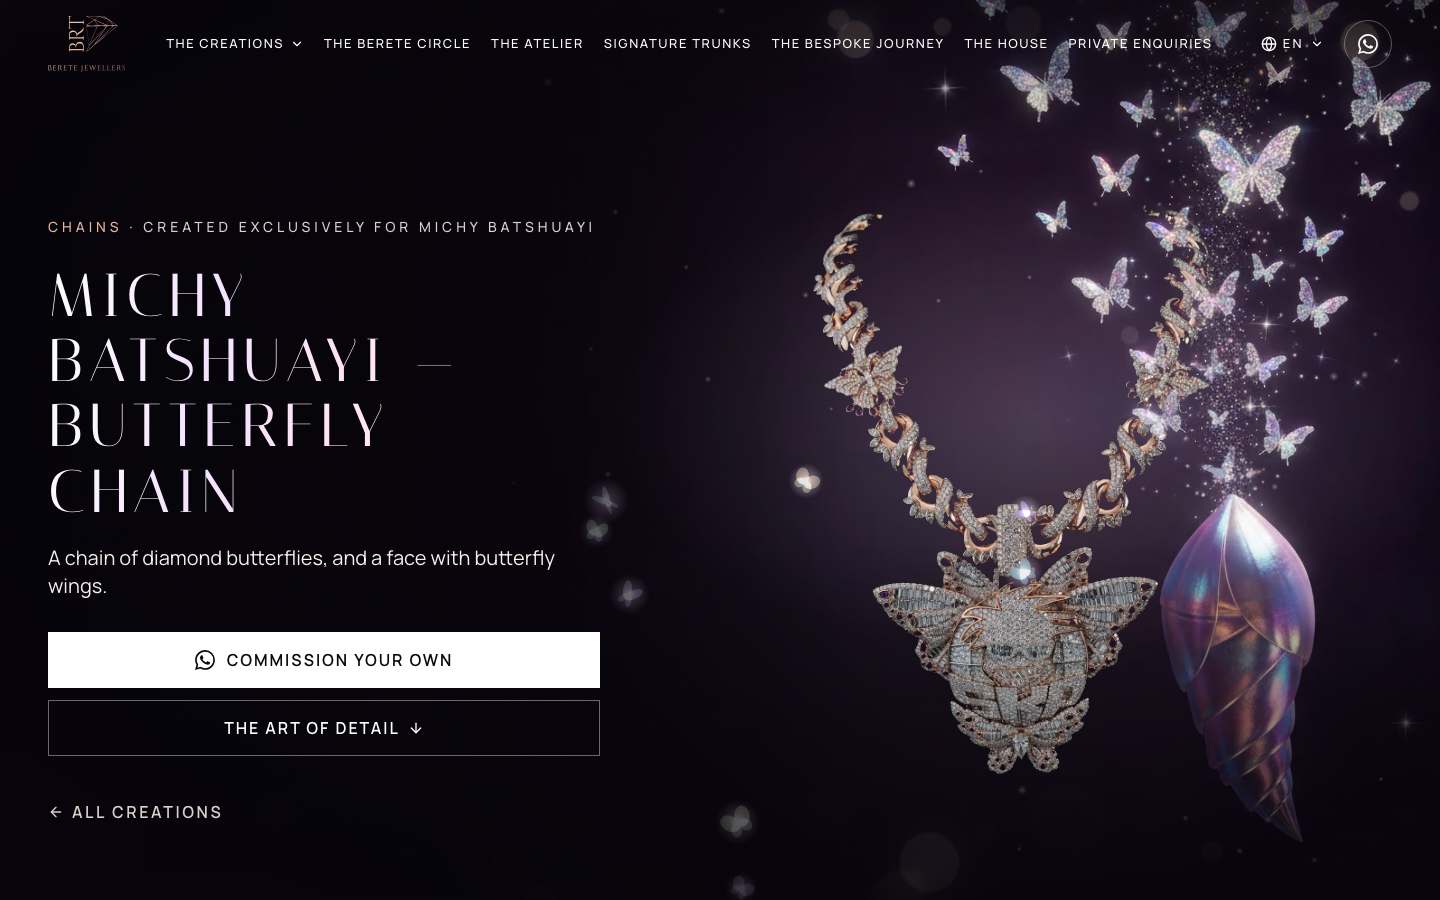 BRT
BERETE JEWELLERS
THE CREATIONS
THE BERETE CIRCLE
THE ATELIER
SIGNATURE TRUNKS
THE BESPOKE JOURNEY
THE HOUSE
PRIVATE ENQUIRIES
EN
CHAINS · CREATED EXCLUSIVELY FOR MICHY BATSHUAYI
MICHY
BATSHUAYI —
BUTTERFLY
CHAIN
A chain of diamond butterflies, and a face with butterfly
wings.
COMMISSION YOUR OWN
THE ART OF DETAIL ↓
← ALL CREATIONS